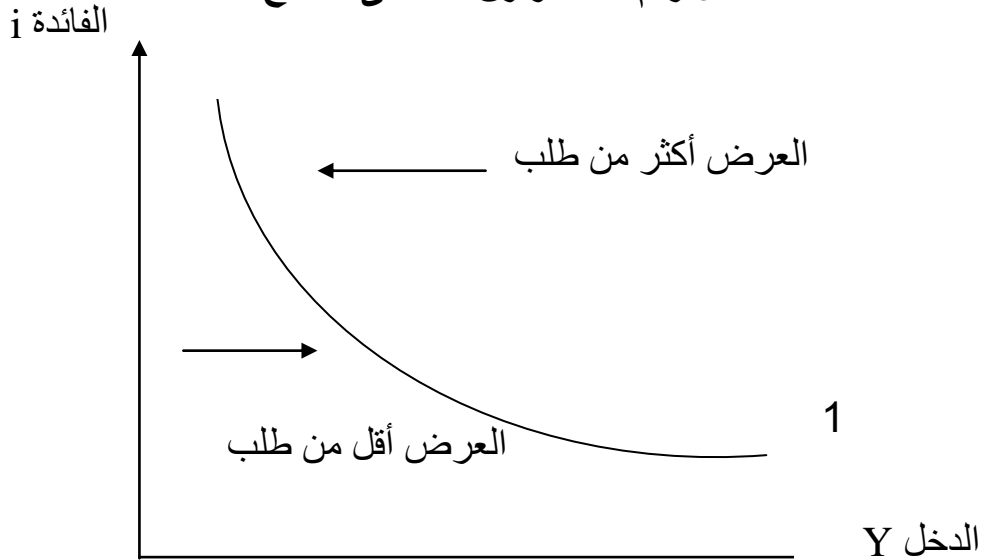 الفائدة i
العرض أكثر من طلب
1
العرض أقل من طلب
الدخل Y